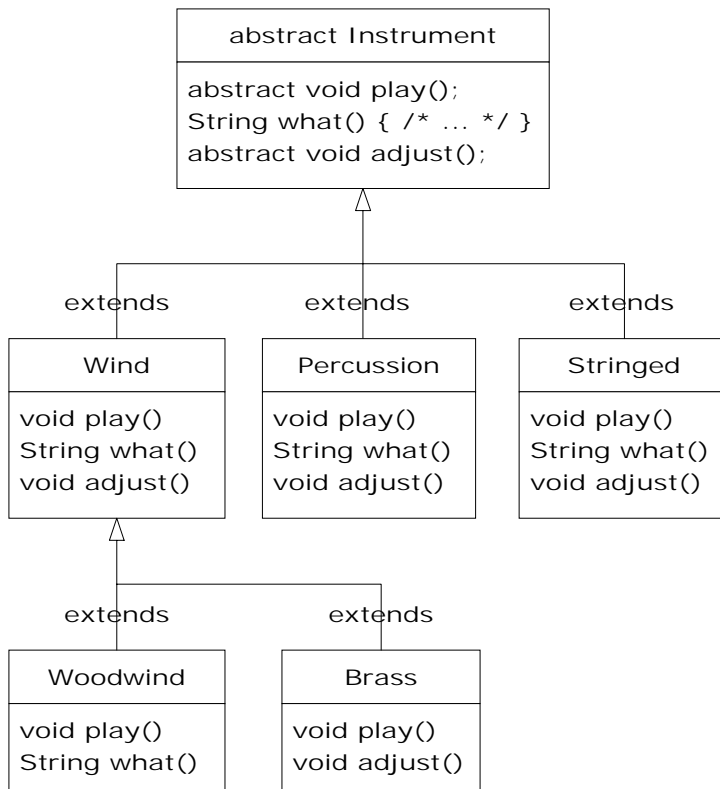 abstract Instrument
abstract void play();
String what() { /* ... */ }
abstract void adjust();
extends
extends
extends
Wind
void play()
String what()
void adjust()
Percussion
void play()
String what()
void adjust()
Stringed
void play()
String what()
void adjust()
extends
extends
Woodwind
void play()
String what()
Brass
void play()
void adjust()